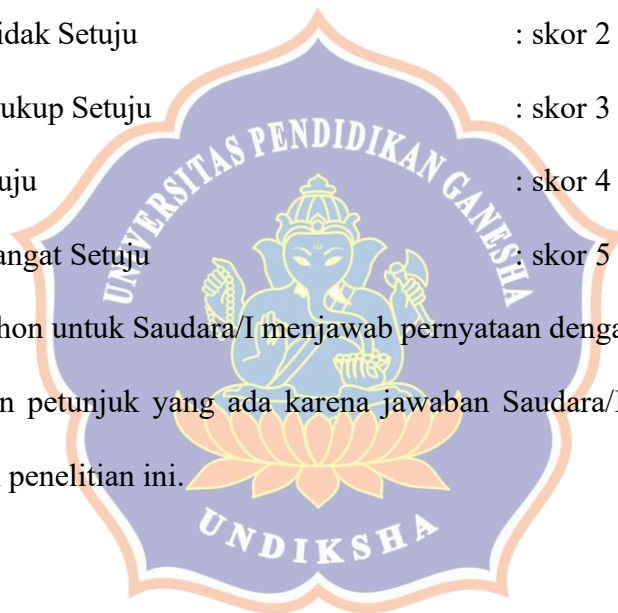 idak Setuju : skor 2
ukup Setuju : skor 3
uju : skor 4
angat Setuju : skor 5
hon untuk Saudara/I menjawab pernyataan denga
n petunjuk yang ada karena jawaban Saudara/I
penelitian ini.
UNIVERSITAS PENDIDIKAN GANESHA
UNDIKSHA